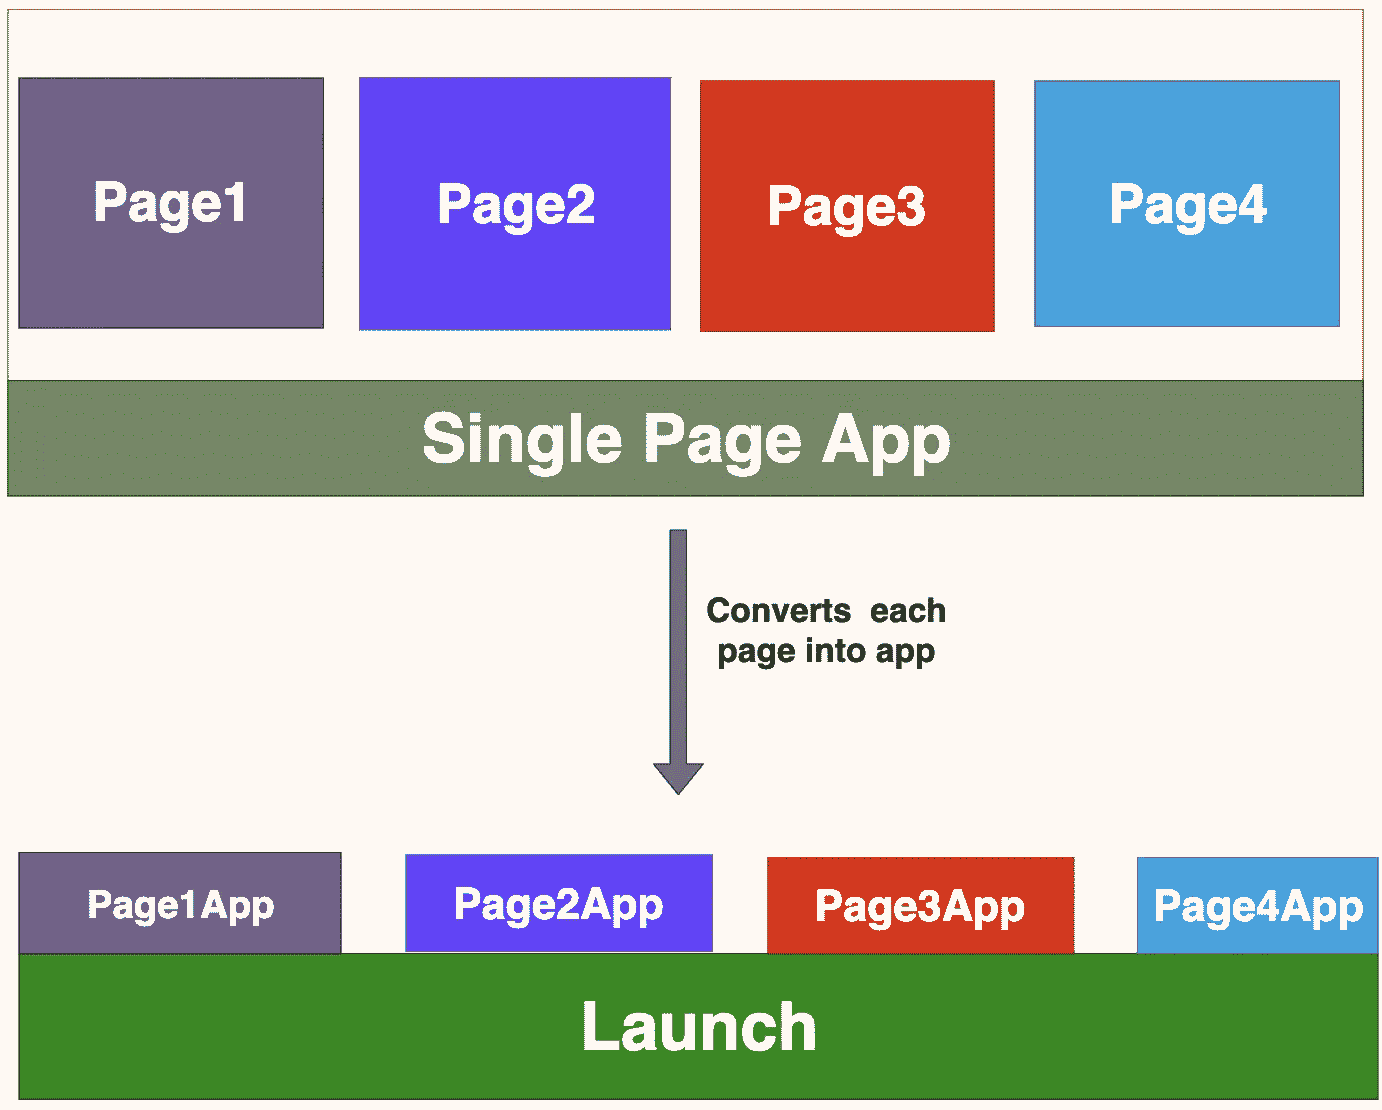 Page1
Page2
Page3
Page4
Single Page App
Converts each
page into app
Page1App
Page2App
Page3App
Page4App
Launch